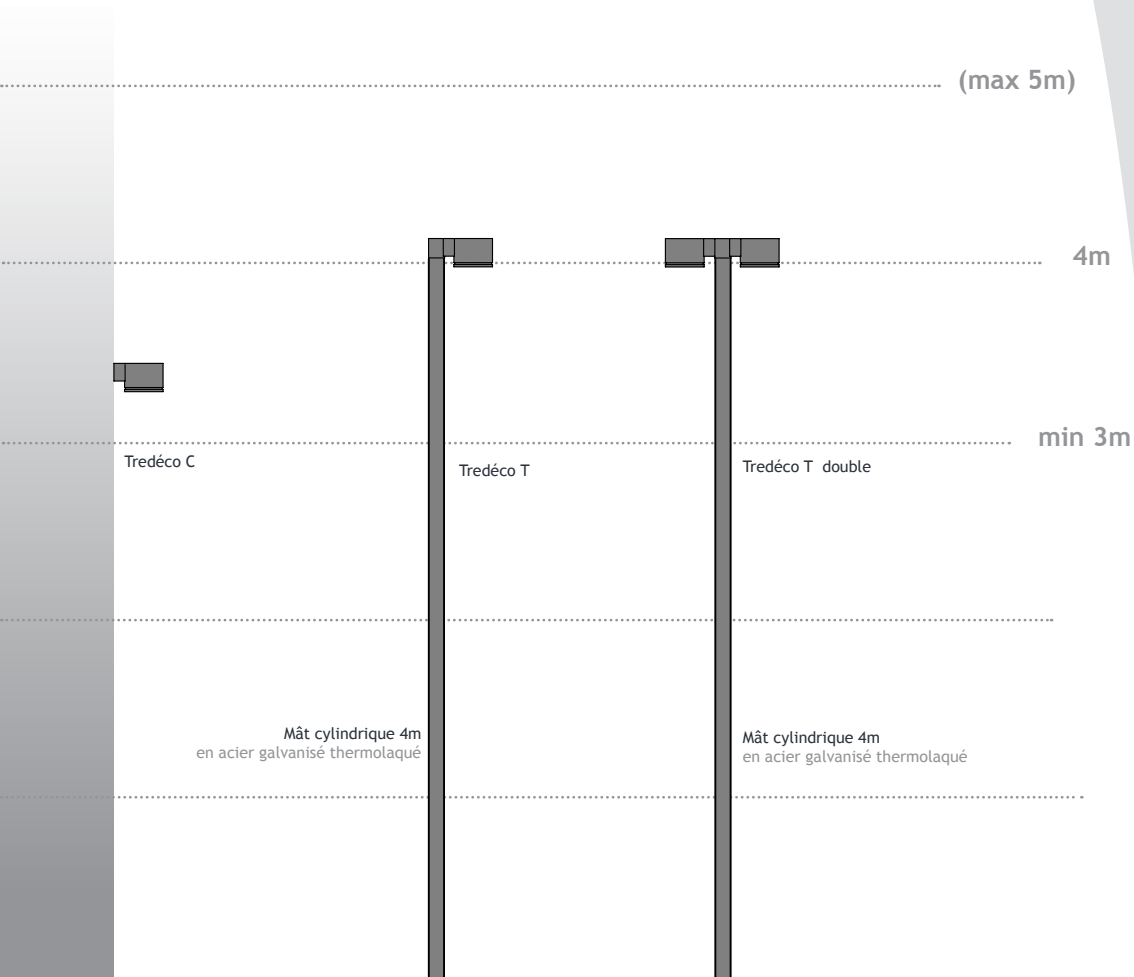 (max 5m)
4m
min 3m
Tredéco C
Tredéco T
Tredéco T double
Mât cylindrique 4m
en acier galvanisé thermolaqué
Mât cylindrique 4m
en acier galvanisé thermolaqué